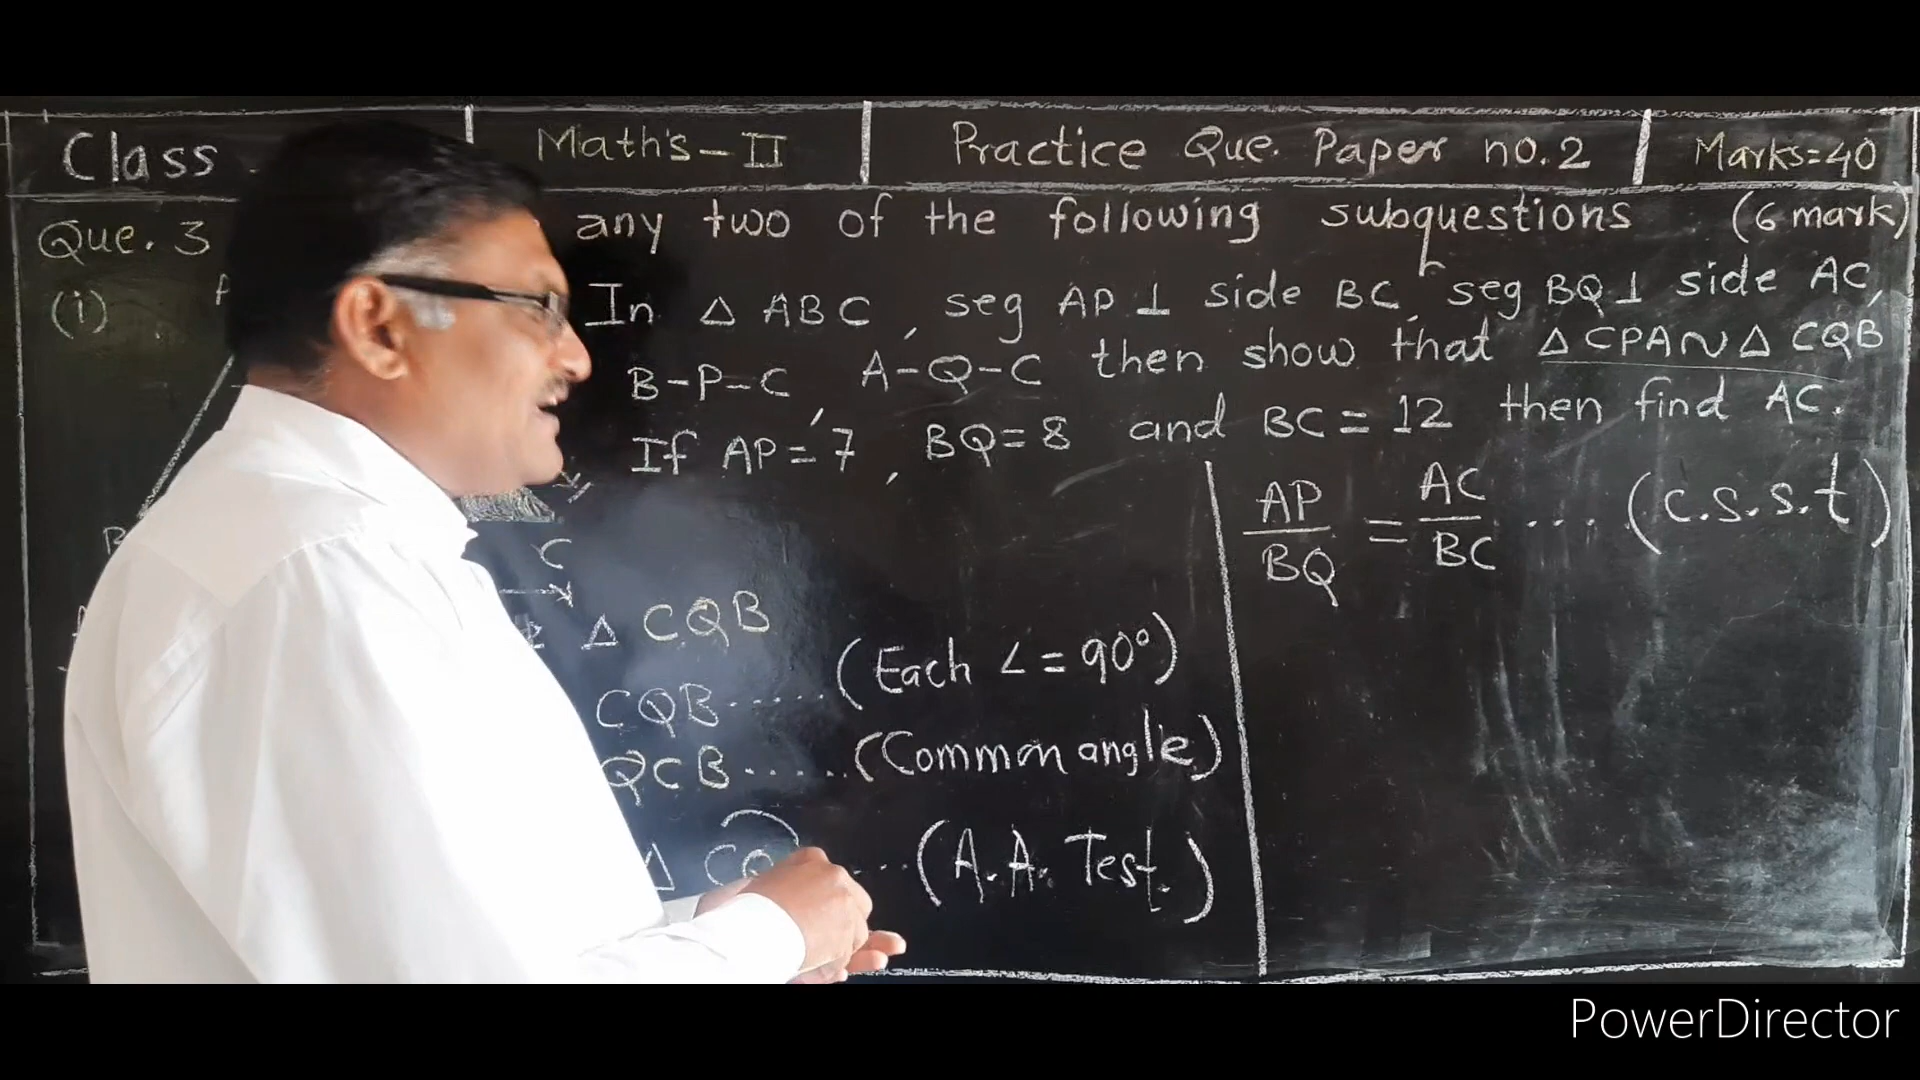 Class
Math's - II
Practice Que. Paper no. 2
Marks=40
Que. 3
any two of the following subquestions (6 mark)
(i)
In △ ABC, seg AP ⊥ side BC, seg BQ ⊥ side AC,
B-P-C, A-Q-C then show that △ CPA ~ △ CQB
If AP = 7, BQ = 8 and BC = 12 then find AC.
B
C
△ CQB
CQB ..... (Each ∠ = 90°)
QCB ...... (Common angle)
△ CQ ... (A.A. Test.)
AP/BQ = AC/BC .... (c.s.s.t)
PowerDirector